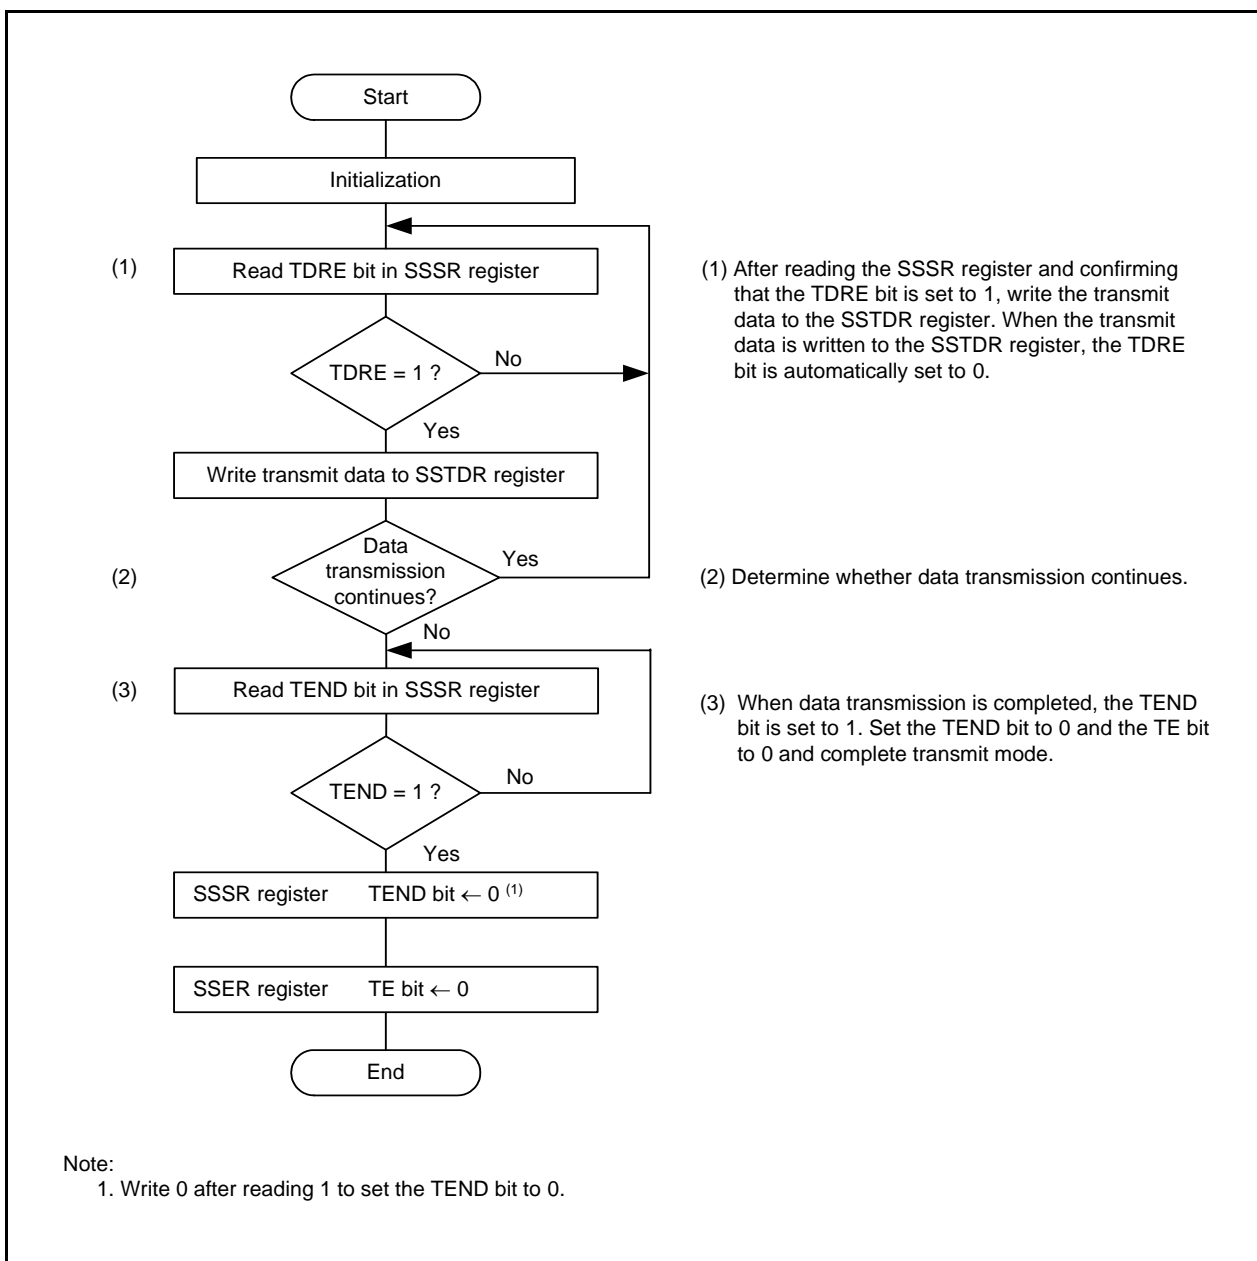 Start
Initialization
(1)
Read TDRE bit in SSSR register
(1) After reading the SSSR register and confirming
that the TDRE bit is set to 1, write the transmit
data to the SSTDR register. When the transmit
data is written to the SSTDR register, the TDRE
bit is automatically set to 0.
TDRE = 1 ?
No
Yes
Write transmit data to SSTDR register
(2)
Data
transmission
continues?
Yes
(2) Determine whether data transmission continues.
No
(3)
Read TEND bit in SSSR register
(3) When data transmission is completed, the TEND
bit is set to 1. Set the TEND bit to 0 and the TE bit
to 0 and complete transmit mode.
TEND = 1 ?
No
Yes
SSSR register TEND bit ← 0 (1)
SSER register TE bit ← 0
End
Note:
1. Write 0 after reading 1 to set the TEND bit to 0.